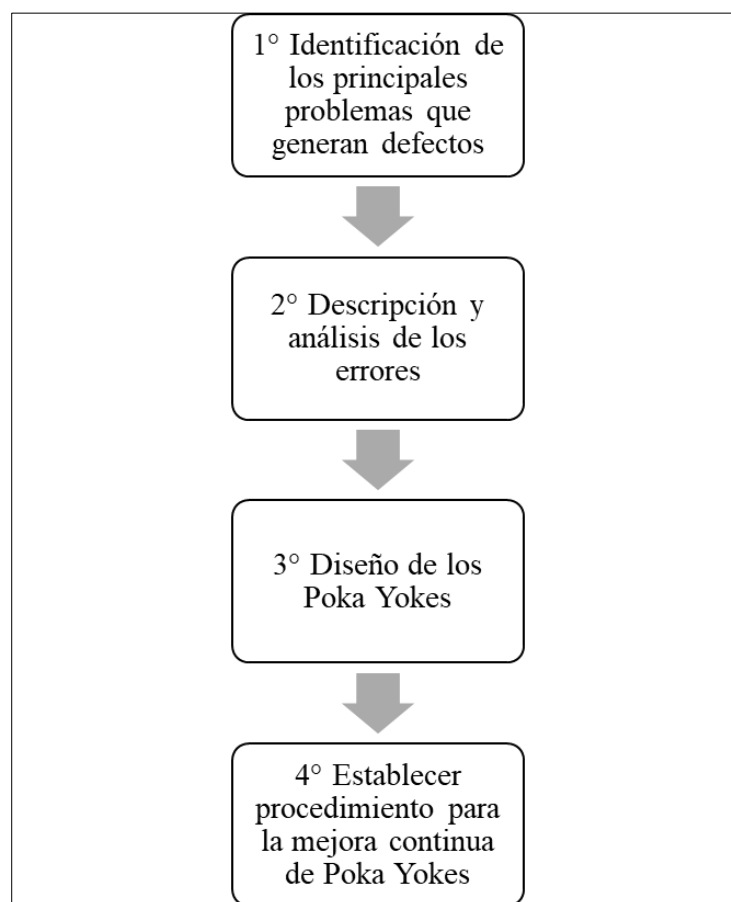 1° Identificación de
los principales
problemas que
generan defectos
2° Descripción y
análisis de los
errores
3° Diseño de los
Poka Yokes
4° Establecer
procedimiento para
la mejora continua
de Poka Yokes